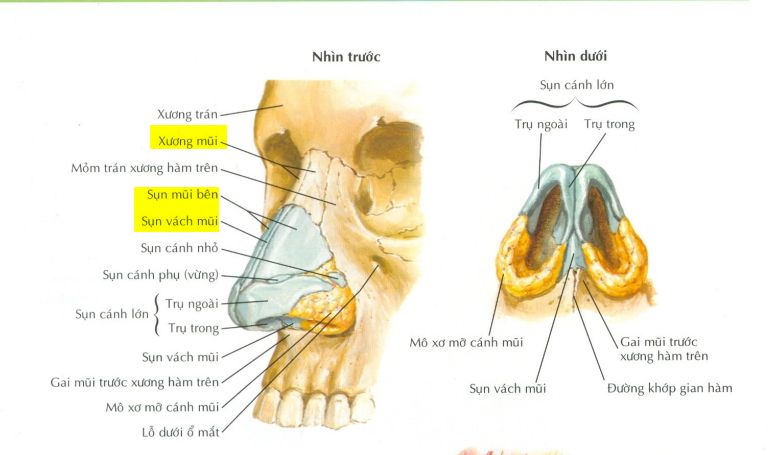 Nhìn trước
Xương trán
Xương mũi
Mỏm trán xương hàm trên
Sụn mũi bên
Sụn vách mũi
Sụn cánh nhỏ
Sụn cánh phụ (vừng)
Sụn cánh lớn
Trụ ngoài
Trụ trong
Sụn vách mũi
Gai mũi trước xương hàm trên
Mô xơ mỡ cánh mũi
Lỗ dưới ổ mắt
Nhìn dưới
Sụn cánh lớn
Trụ ngoài Trụ trong
Mô xơ mỡ cánh mũi
Gai mũi trước
xương hàm trên
Sụn vách mũi
Đường khớp gian hàm